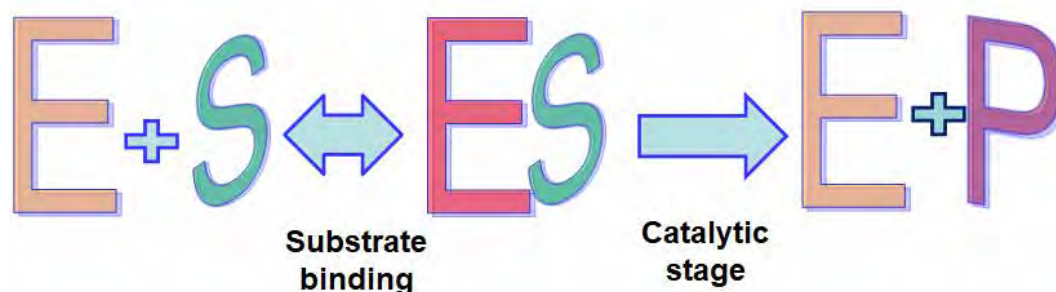 E + S ES E + P
Substrate
binding
Catalytic
stage